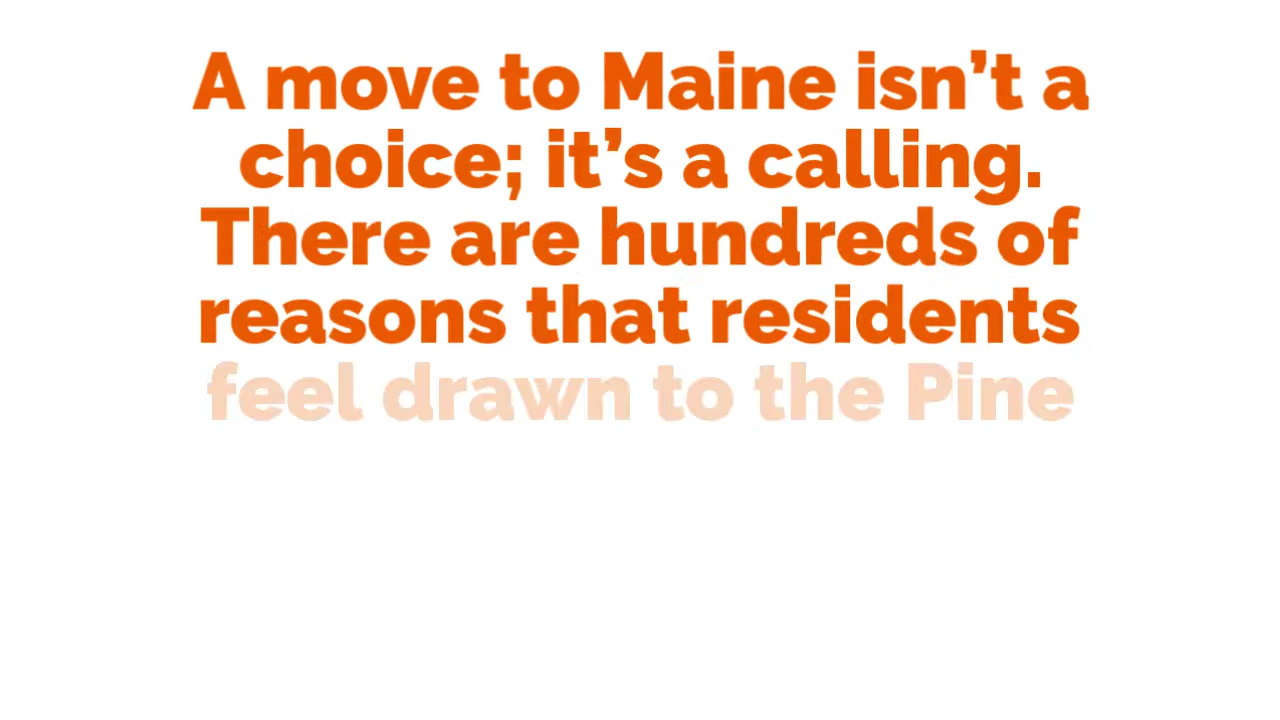 A move to Maine isn’t a
choice; it’s a calling.
There are hundreds of
reasons that residents
feel drawn to the Pine